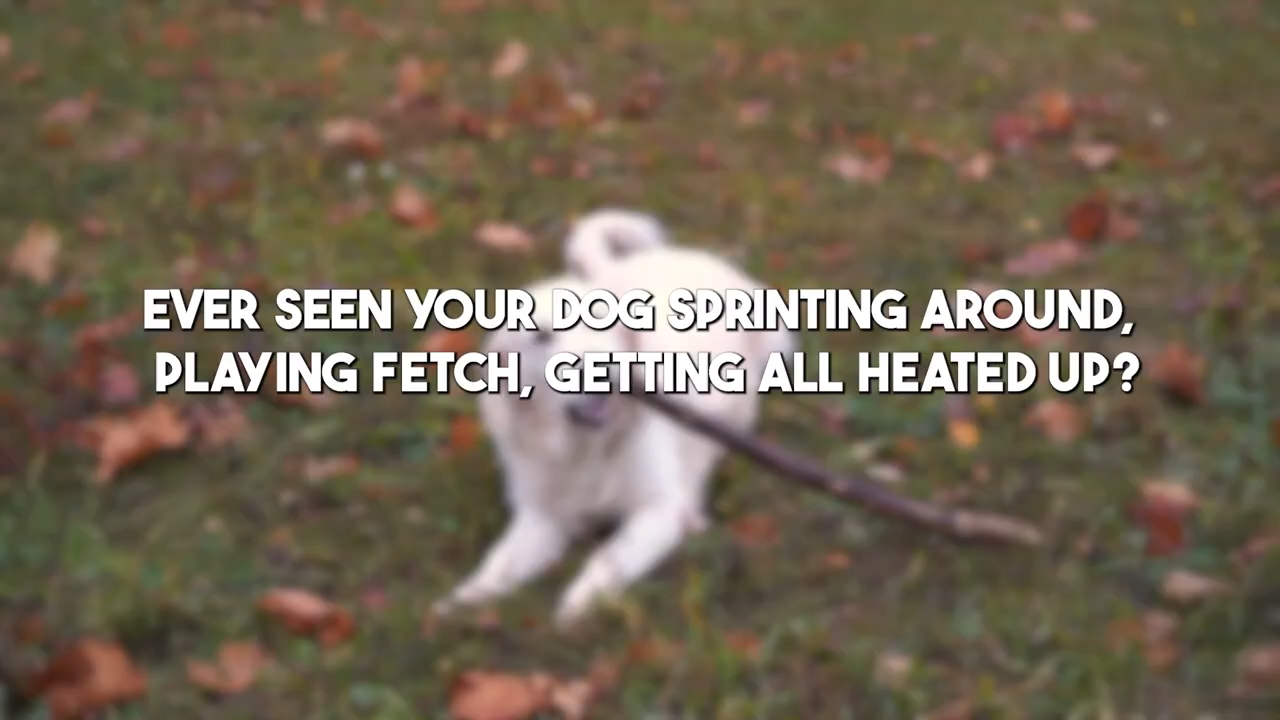 EVER SEEN YOUR DOG SPRINTING AROUND,
PLAYING FETCH, GETTING ALL HEATED UP?